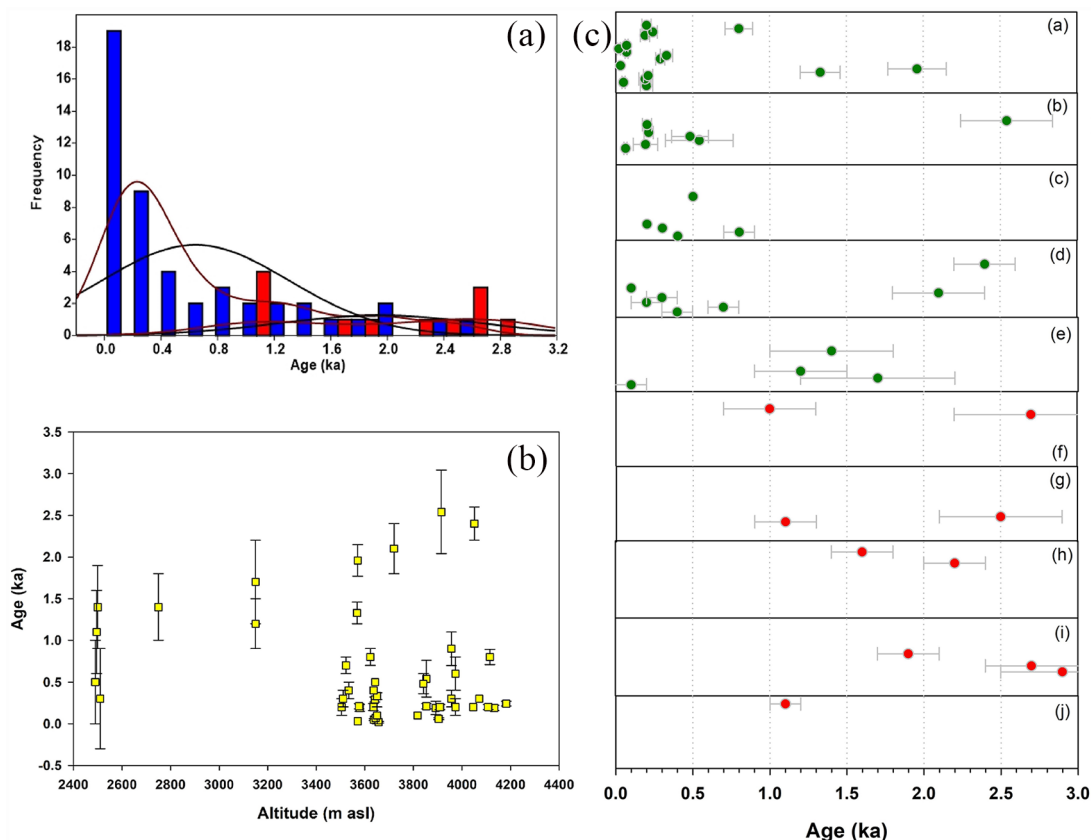 (a)
Frequency
18
16
14
12
10
8
6
4
2
0
0.0 0.4 1.2 1.2 1.6 2.0 2.4 2.8 3.2
Age (ka)
(b)
Age (ka)
3.5
3.0
2.5
2.0
1.5
1.0
0.5
0.0
-0.5
2400 2600 2800 3000 3200 3400 3600 3800 4000 4200 4400
Altitude (m asl)
(c)
(a)
(b)
(c)
(d)
(e)
(f)
(g)
(h)
(i)
(j)
0.0 0.5 1.0 1.5 2.0 2.5 3.0
Age (ka)